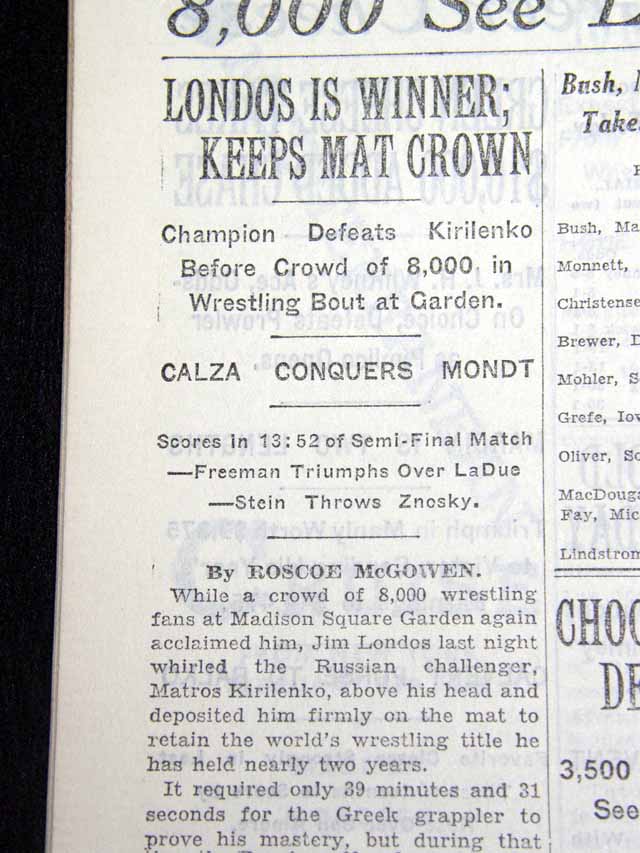 8,000 See
LONDOS IS WINNER;
KEEPS MAT CROWN
Champion Defeats Kirilenko
Before Crowd of 8,000 in
Wrestling Bout at Garden.
CALZA CONQUERS MONDT
Scores in 13:52 of Semi-Final Match
—Freeman Triumphs Over LaDue
—Stein Throws Znosky.
By ROSCOE McGOWEN.
While a crowd of 8,000 wrestling
fans at Madison Square Garden again
acclaimed him, Jim Londos last night
whirled the Russian challenger,
Matros Kirilenko, above his head and
deposited him firmly on the mat to
retain the world's wrestling title he
has held nearly two years.
It required only 39 minutes and 31
seconds for the Greek grappler to
prove his mastery, but during that
Bush,
Take
Bush, Ma
Monnett,
Christense
Brewer, D
Mohler, S
Grefe, Iow
Oliver, So
MacDouga
Fay, Mic
Lindstrom
CHOC
DE
3,500
See